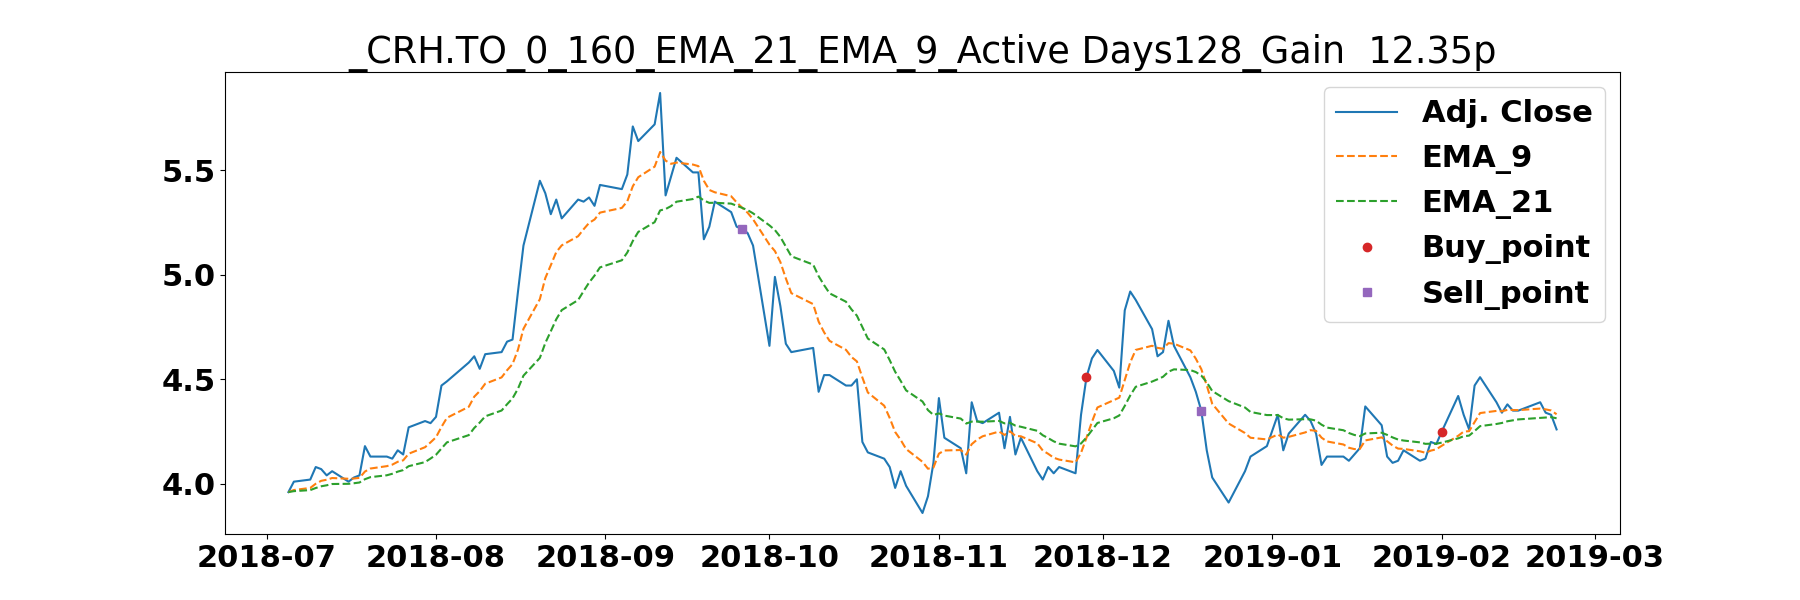 _CRH.TO_0_160_EMA_21_EMA_9_Active Days128_Gain  12.35p
Adj. Close
EMA_9
EMA_21
Buy_point
Sell_point
5.5
5.0
4.5
4.0
2018-07 2018-08 2018-09 2018-10 2018-11 2018-12 2019-01 2019-02 2019-03